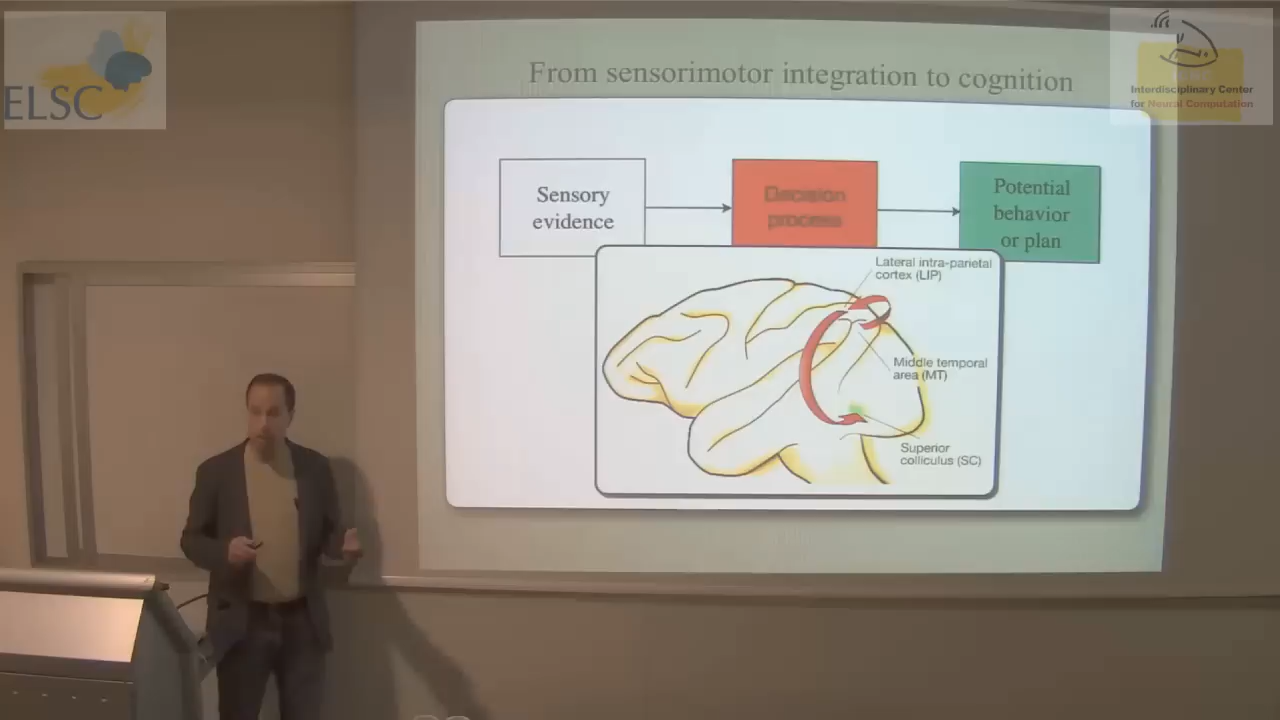 ELSC
Interdisciplinary Center
for Neural Computation
From sensorimotor integration to cognition
Sensory
evidence
Decision
process
Potential
behavior
or plan
Lateral intra-parietal
cortex (LIP)
Middle temporal
area (MT)
Superior
colliculus (SC)